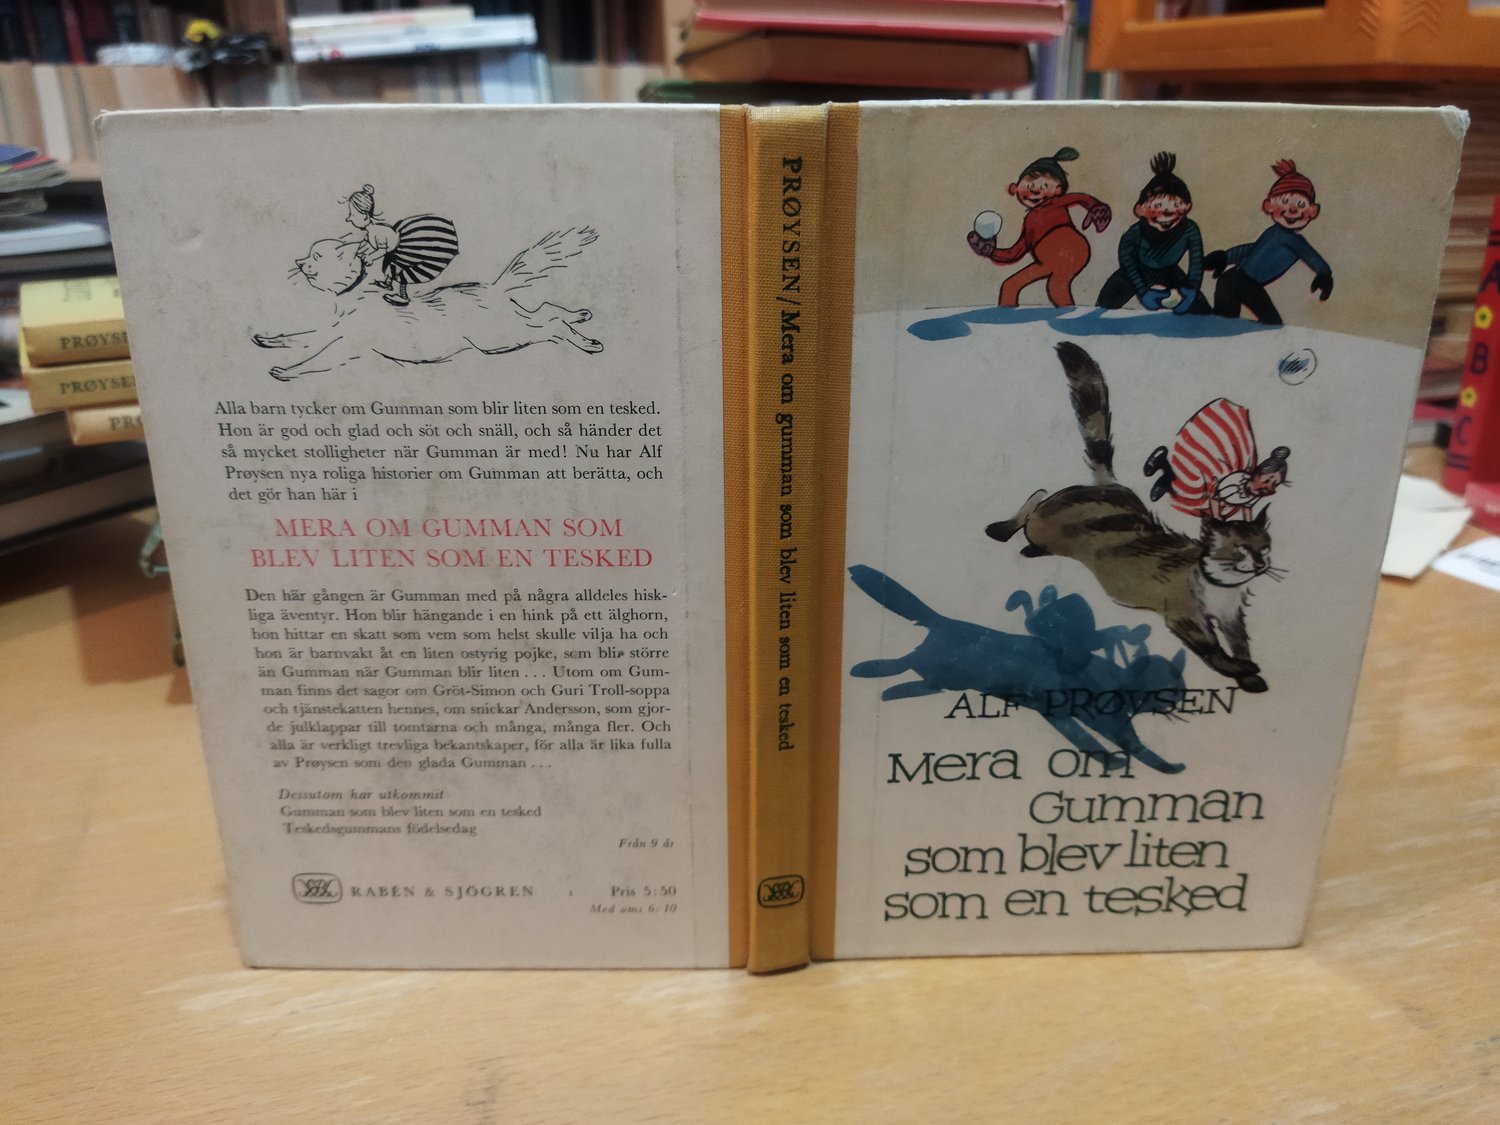 Alla barn tycker om Gumman som blir liten som en tesked.
Hon är god och glad och söt och snäll, och så händer det
så mycket stolligheter när Gumman är med! Nu har Alf
Prøysen nya roliga historier om Gumman att berätta, och
det gör han här i
MERA OM GUMMAN SOM
BLEV LITEN SOM EN TESKED
Den här gången är Gumman med på några alldeles hisk-
liga äventyr. Hon blir hängande i en hink på ett älghorn,
hon hittar en skatt som vem som helst skulle vilja ha och
hon är barnvakt åt en liten ostyrig pojke, som blir större
än Gumman när Gumman blir liten . . . Utom om Gum-
man finns det sagor om Gröt-Simon och Guri Troll-soppa
och tjänstekatten hennes, om snickar Andersson, som gjor-
de julklappar till tomtarna och många, många fler. Och
alla är verkligt trevliga bekantskaper, för alla är lika fulla
av Prøysen som den glada Gumman . . .
Dessutom har utkommit
Gumman som blev liten som en tesked
Teskedsgummans födelsedag
Från 9 år
RABÉN & SJÖGREN
Pris 5:50
Med oms 6:10
PRØYSEN/Mera om gumman som blev liten som en tesked
ALF PRØYSEN
Mera om
Gumman
som blev liten
som en tesked
PRØYSE
PRØYSE
PR
A
B
C